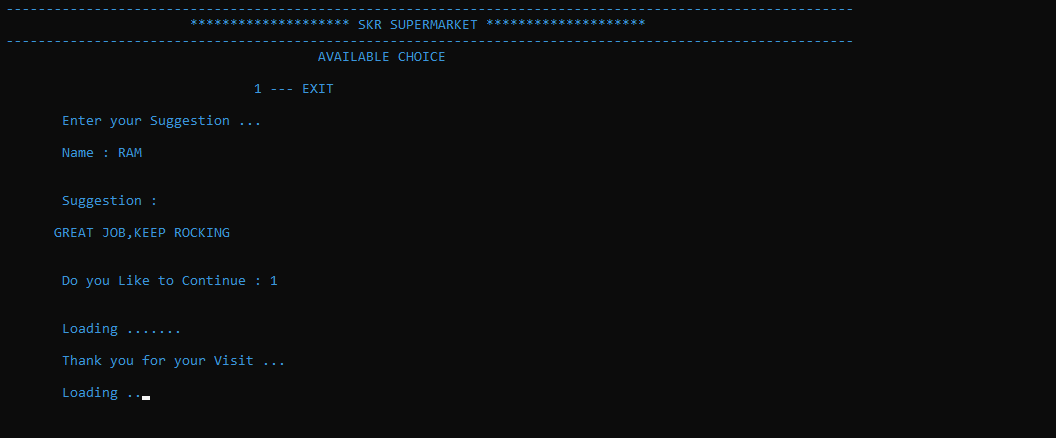 ----------------------------------------------------------------------------------------------------------
******************** SKR SUPERMARKET ********************
----------------------------------------------------------------------------------------------------------
AVAILABLE CHOICE
1 --- EXIT
Enter your Suggestion ...
Name : RAM
Suggestion :
GREAT JOB,KEEP ROCKING
Do you Like to Continue : 1
Loading .......
Thank you for your Visit ...
Loading ..